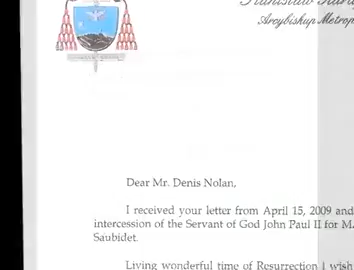 Stanisław
Arcybiskup Metrop
Dear Mr. Denis Nolan,
I received your letter from April 15, 2009 and
intercession of the Servant of God John Paul II for M.
Saubidet.
Living wonderful time of Resurrection I wish